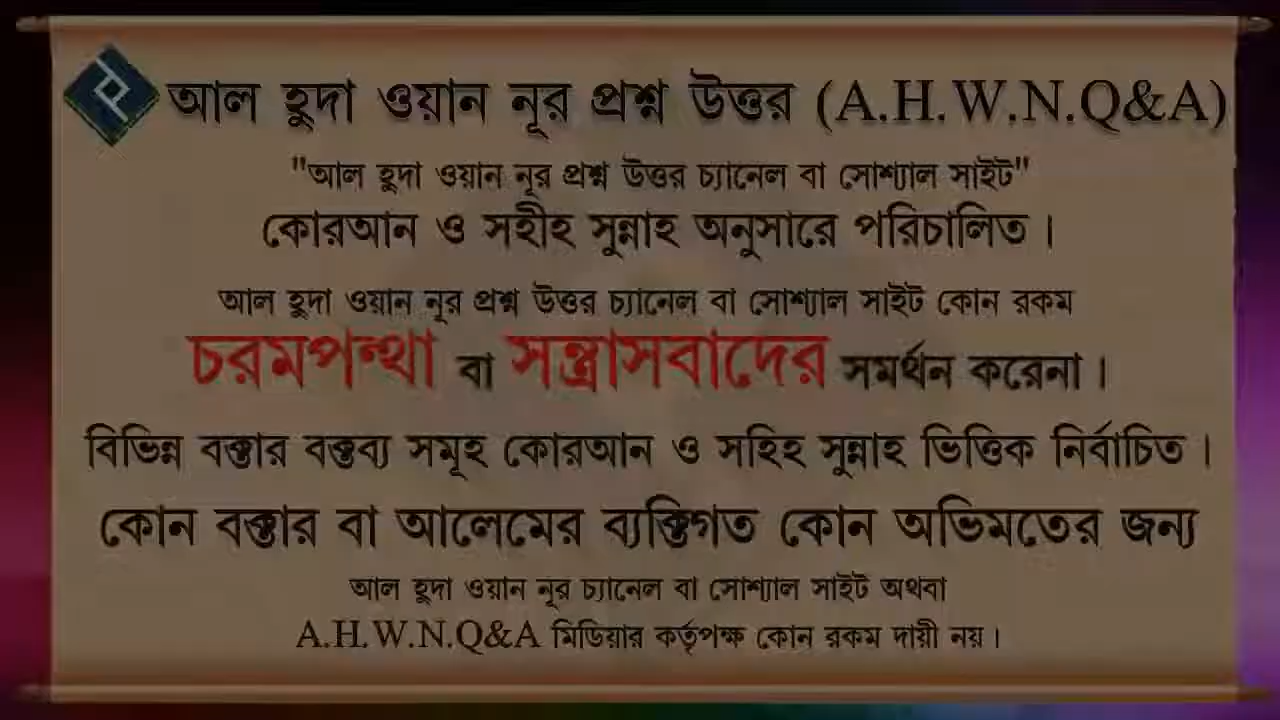 আল হুদা ওয়ান নূর প্রশ্ন উত্তর (A.H.W.N.Q&A)
"আল হুদা ওয়ান নূর প্রশ্ন উত্তর চ্যানেল বা সোশ্যাল সাইট"
কোরআন ও সহীহ সুন্নাহ অনুসারে পরিচালিত ।
আল হুদা ওয়ান নূর প্রশ্ন উত্তর চ্যানেল বা সোশ্যাল সাইট কোন রকম
চরমপন্থা বা সন্ত্রাসবাদের সমর্থন করেনা ।
বিভিন্ন বক্তার বক্তব্য সমূহ কোরআন ও সহিহ সুন্নাহ ভিত্তিক নির্বাচিত ।
কোন বক্তার বা আলেমের ব্যক্তিগত কোন অভিমতের জন্য
আল হুদা ওয়ান নূর চ্যানেল বা সোশ্যাল সাইট অথবা
A.H.W.N.Q&A মিডিয়ার কর্তৃপক্ষ কোন রকম দায়ী নয় ।